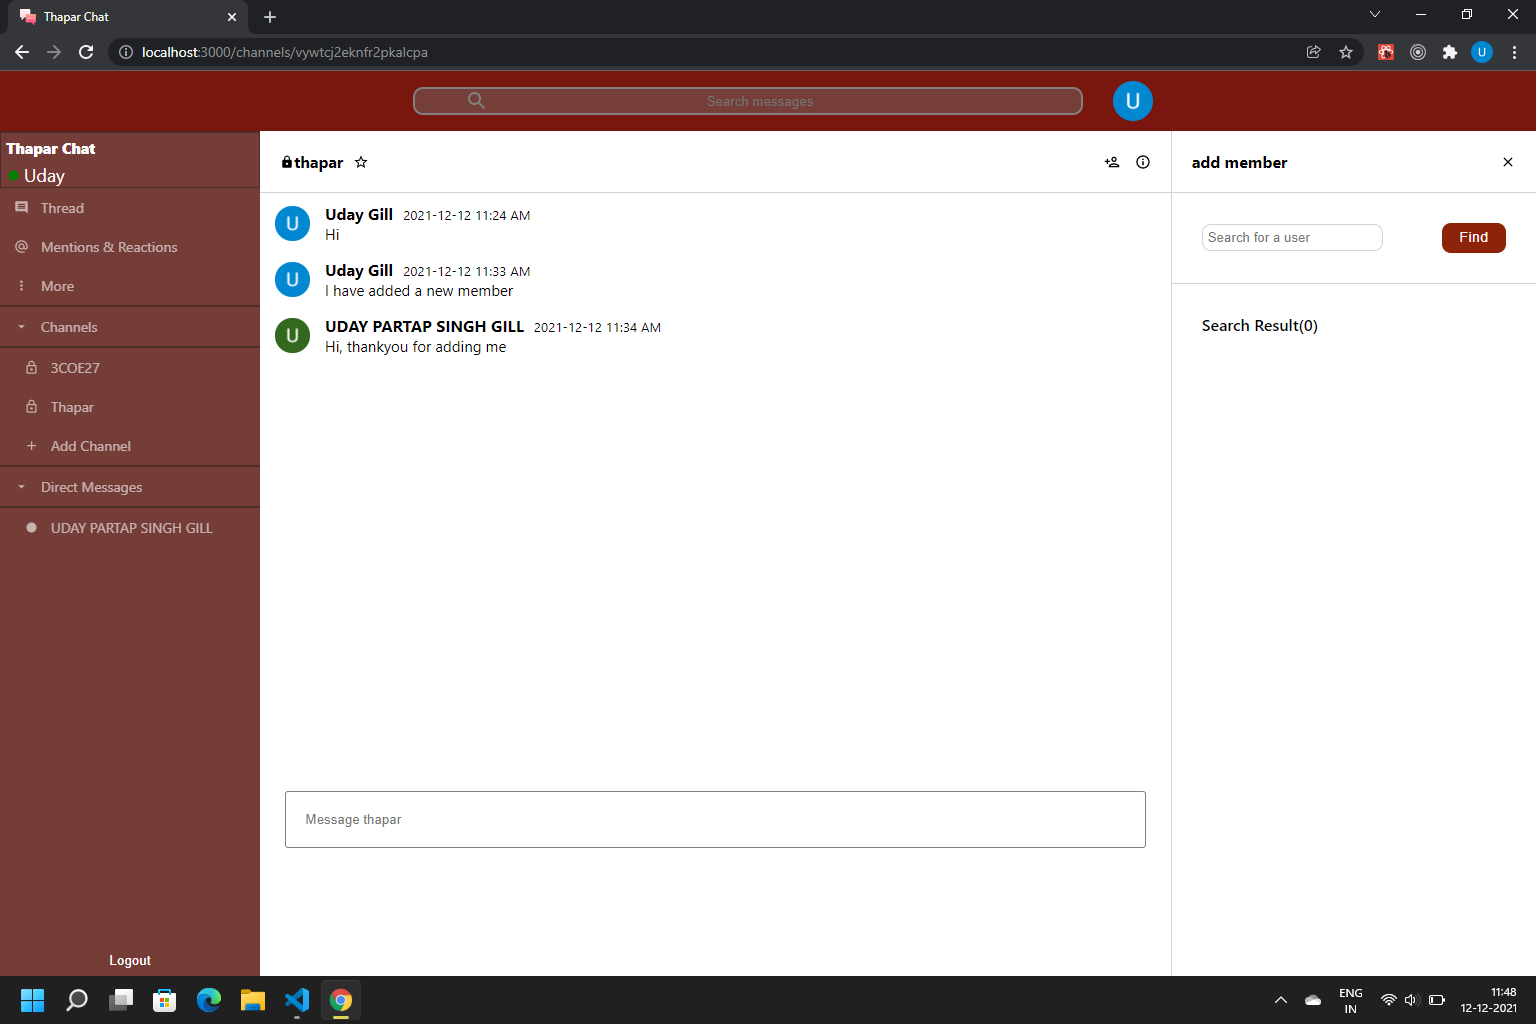 Thapar Chat
localhost:3000/channels/vywtcj2eknfr2pkalcpa
U
Search messages
U
Thapar Chat
Uday
Thread
Mentions & Reactions
More
Channels
3COE27
Thapar
Add Channel
Direct Messages
UDAY PARTAP SINGH GILL
Logout
thapar
U
Uday Gill 2021-12-12 11:24 AM
Hi
U
Uday Gill 2021-12-12 11:33 AM
I have added a new member
U
UDAY PARTAP SINGH GILL 2021-12-12 11:34 AM
Hi, thankyou for adding me
Message thapar
add member
Search for a user
Find
Search Result(0)
ENG
IN
11:48
12-12-2021